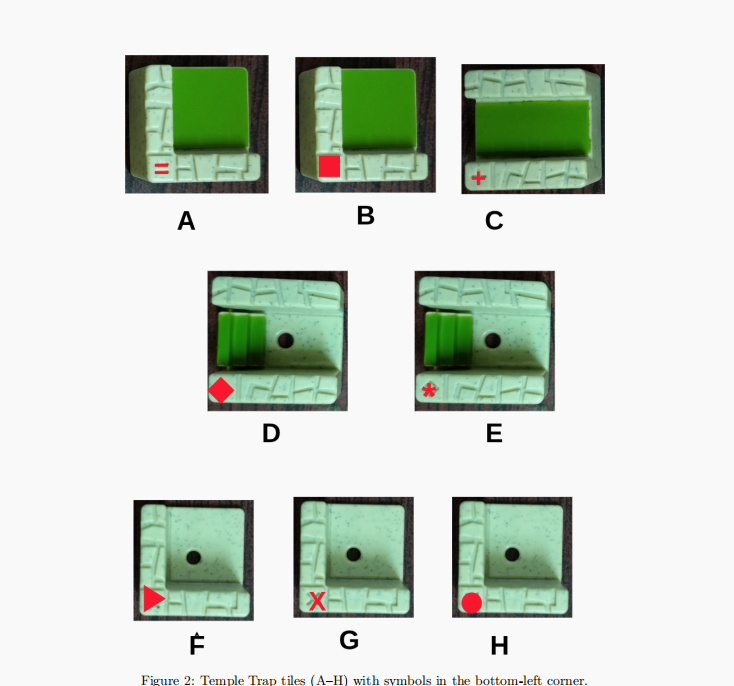 =
+
A
B
C
*
D
E
X
F
G
H
Figure 2: Temple Trap tiles (A–H) with symbols in the bottom-left corner.